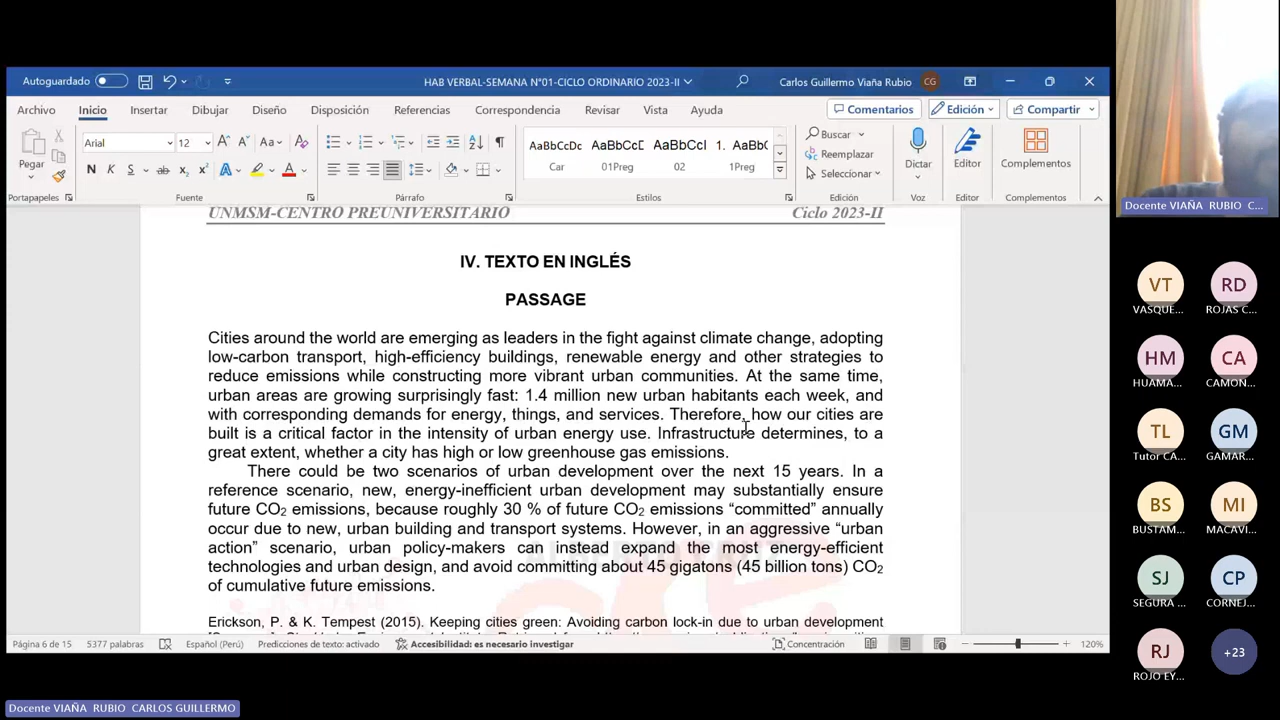 Autoguardado
HAB VERBAL-SEMANA N°01-CICLO ORDINARIO 2023-II
Carlos Guillermo Viaña Rubio
CG
Archivo Inicio Insertar Dibujar Diseño Disposición Referencias Correspondencia Revisar Vista Ayuda
Comentarios Edición Compartir
Pegar
Arial 12
N K S ab x₂ x² A A
Aa
AaBbCcDc AaBbCcD AaBbCcI 1. AaBb(
Car 01Preg 02 1Preg
Buscar
Reemplazar
Seleccionar
Dictar
Editor
Complementos
Portapapeles Fuente Párrafo Estilos Edición Voz Editor Complementos
UNMSM-CENTRO PREUNIVERSITARIO Ciclo 2023-II
IV. TEXTO EN INGLÉS
PASSAGE
Cities around the world are emerging as leaders in the fight against climate change, adopting
low-carbon transport, high-efficiency buildings, renewable energy and other strategies to
reduce emissions while constructing more vibrant urban communities. At the same time,
urban areas are growing surprisingly fast: 1.4 million new urban habitants each week, and
with corresponding demands for energy, things, and services. Therefore, how our cities are
built is a critical factor in the intensity of urban energy use. Infrastructure determines, to a
great extent, whether a city has high or low greenhouse gas emissions.
There could be two scenarios of urban development over the next 15 years. In a
reference scenario, new, energy-inefficient urban development may substantially ensure
future CO₂ emissions, because roughly 30 % of future CO₂ emissions “committed” annually
occur due to new, urban building and transport systems. However, in an aggressive “urban
action” scenario, urban policy-makers can instead expand the most energy-efficient
technologies and urban design, and avoid committing about 45 gigatons (45 billion tons) CO₂
of cumulative future emissions.
Erickson, P. & K. Tempest (2015). Keeping cities green: Avoiding carbon lock-in due to urban development
Página 6 de 15 5377 palabras Español (Perú) Predicciones de texto: activado Accesibilidad: es necesario investigar Concentración 120%
Docente VIAÑA RUBIO C...
VT RD
VASQUE... ROJAS C...
HM CA
HUAMA... CAMON...
TL GM
Tutor CA... GAMAR...
BS MI
BUSTAM... MACAVI...
SJ CP
SEGURA ... CORNEJ...
RJ +23
ROJO EY...
Docente VIAÑA RUBIO CARLOS GUILLERMO